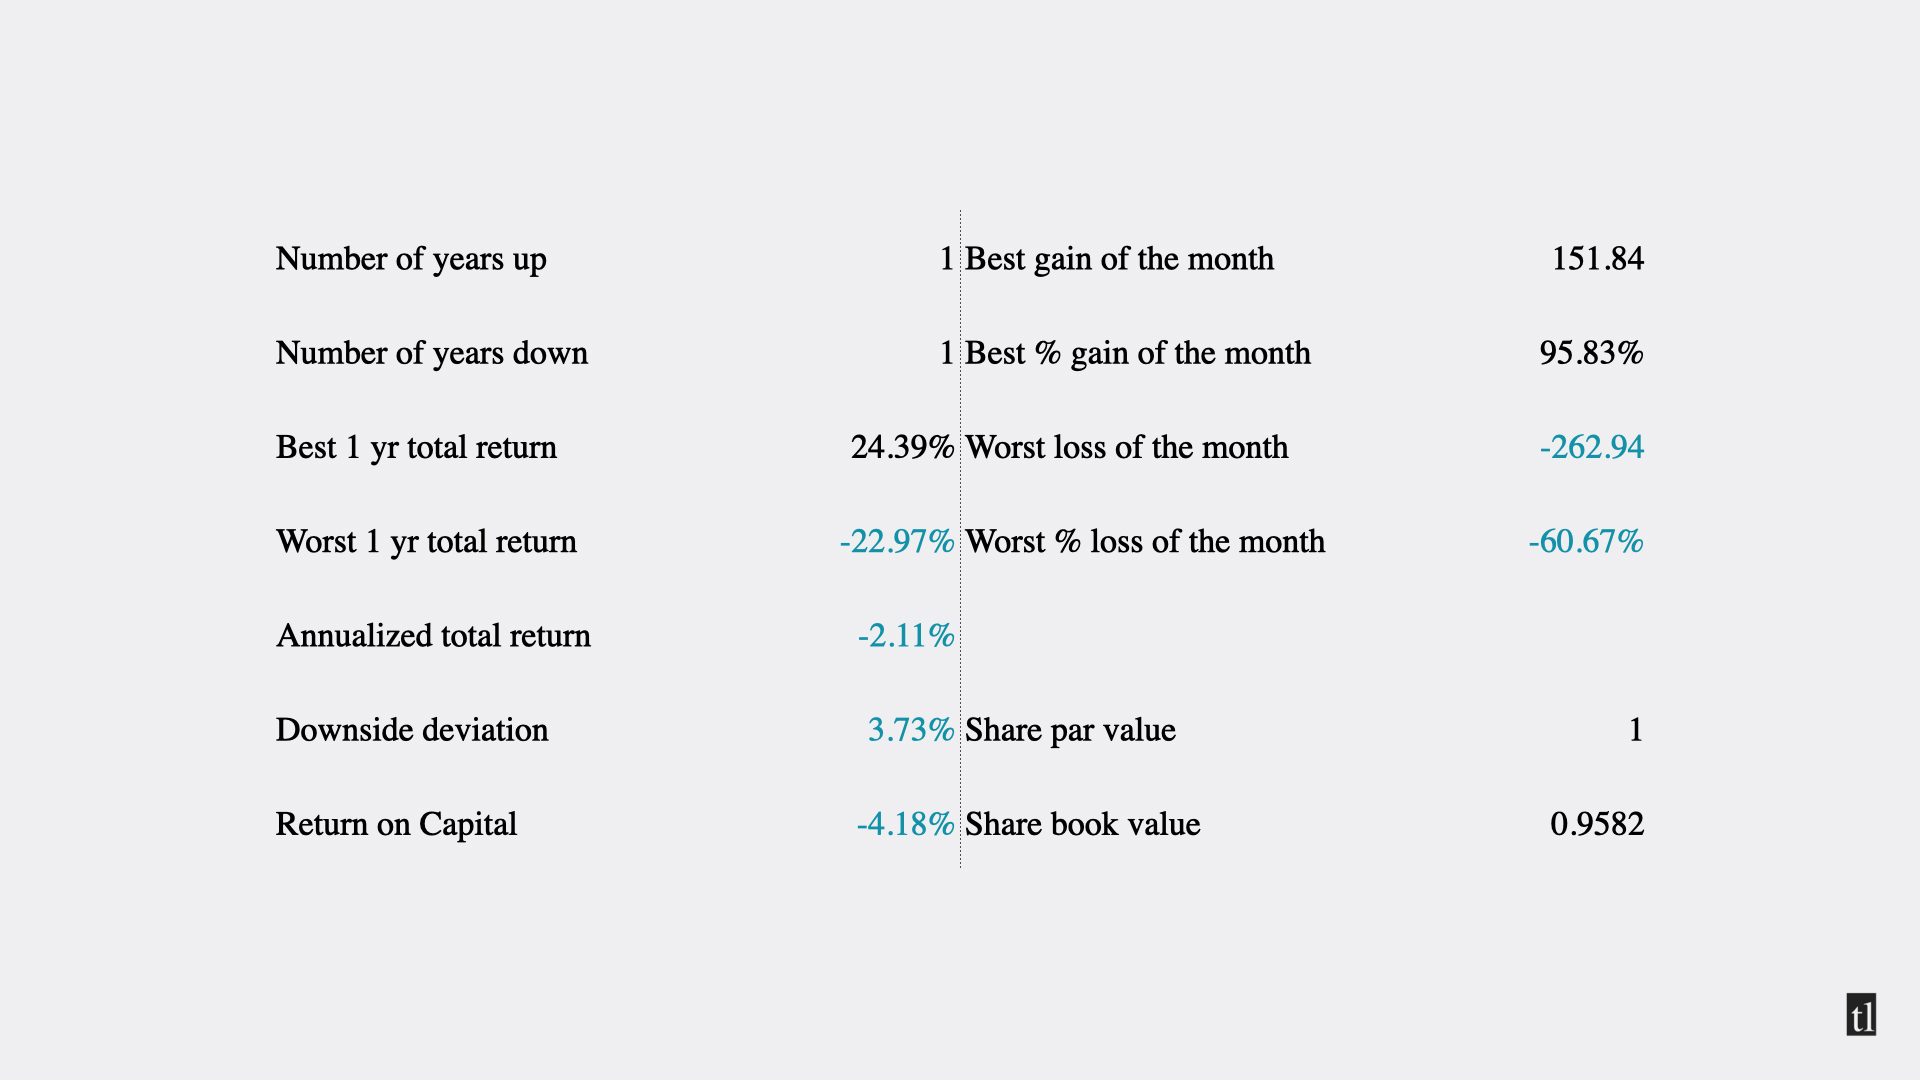 Number of years up 1 Best gain of the month 151.84
Number of years down 1 Best % gain of the month 95.83%
Best 1 yr total return 24.39% Worst loss of the month -262.94
Worst 1 yr total return -22.97% Worst % loss of the month -60.67%
Annualized total return -2.11%
Downside deviation 3.73% Share par value 1
Return on Capital -4.18% Share book value 0.9582
tl